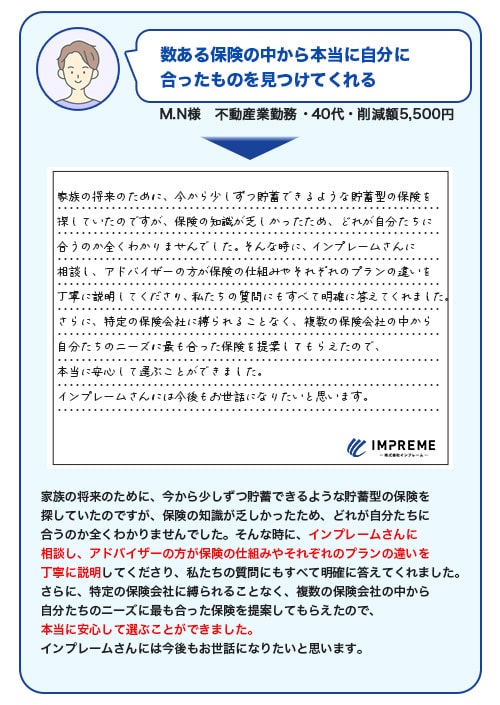 数ある保険の中から本当に自分に
合ったものを見つけてくれる
M.N様　不動産業勤務・40代・削減額5,500円
家族の将来のために、今から少しずつ貯蓄できるような貯蓄型の保険を
探していたのですが、保険の知識が乏しかったため、どれが自分たちに
合うのか全くわかりませんでした。そんな時に、インプレームさんに
相談し、アドバイザーの方が保険の仕組みやそれぞれのプランの違いを
丁寧に説明してくださり、私たちの質問にもすべて明確に答えてくれました。
さらに、特定の保険会社に縛られることなく、複数の保険会社の中から
自分たちのニーズに最も合った保険を提案してもらえたので、
本当に安心して選ぶことができました。
インプレームさんには今後もお世話になりたいと思います。
IMPREME
株式会社インプレーム
家族の将来のために、今から少しずつ貯蓄できるような貯蓄型の保険を
探していたのですが、保険の知識が乏しかったため、どれが自分たちに
合うのか全くわかりませんでした。そんな時に、インプレームさんに
相談し、アドバイザーの方が保険の仕組みやそれぞれのプランの違いを
丁寧に説明してくださり、私たちの質問にもすべて明確に答えてくれました。
さらに、特定の保険会社に縛られることなく、複数の保険会社の中から
自分たちのニーズに最も合った保険を提案してもらえたので、
本当に安心して選ぶことができました。
インプレームさんには今後もお世話になりたいと思います。